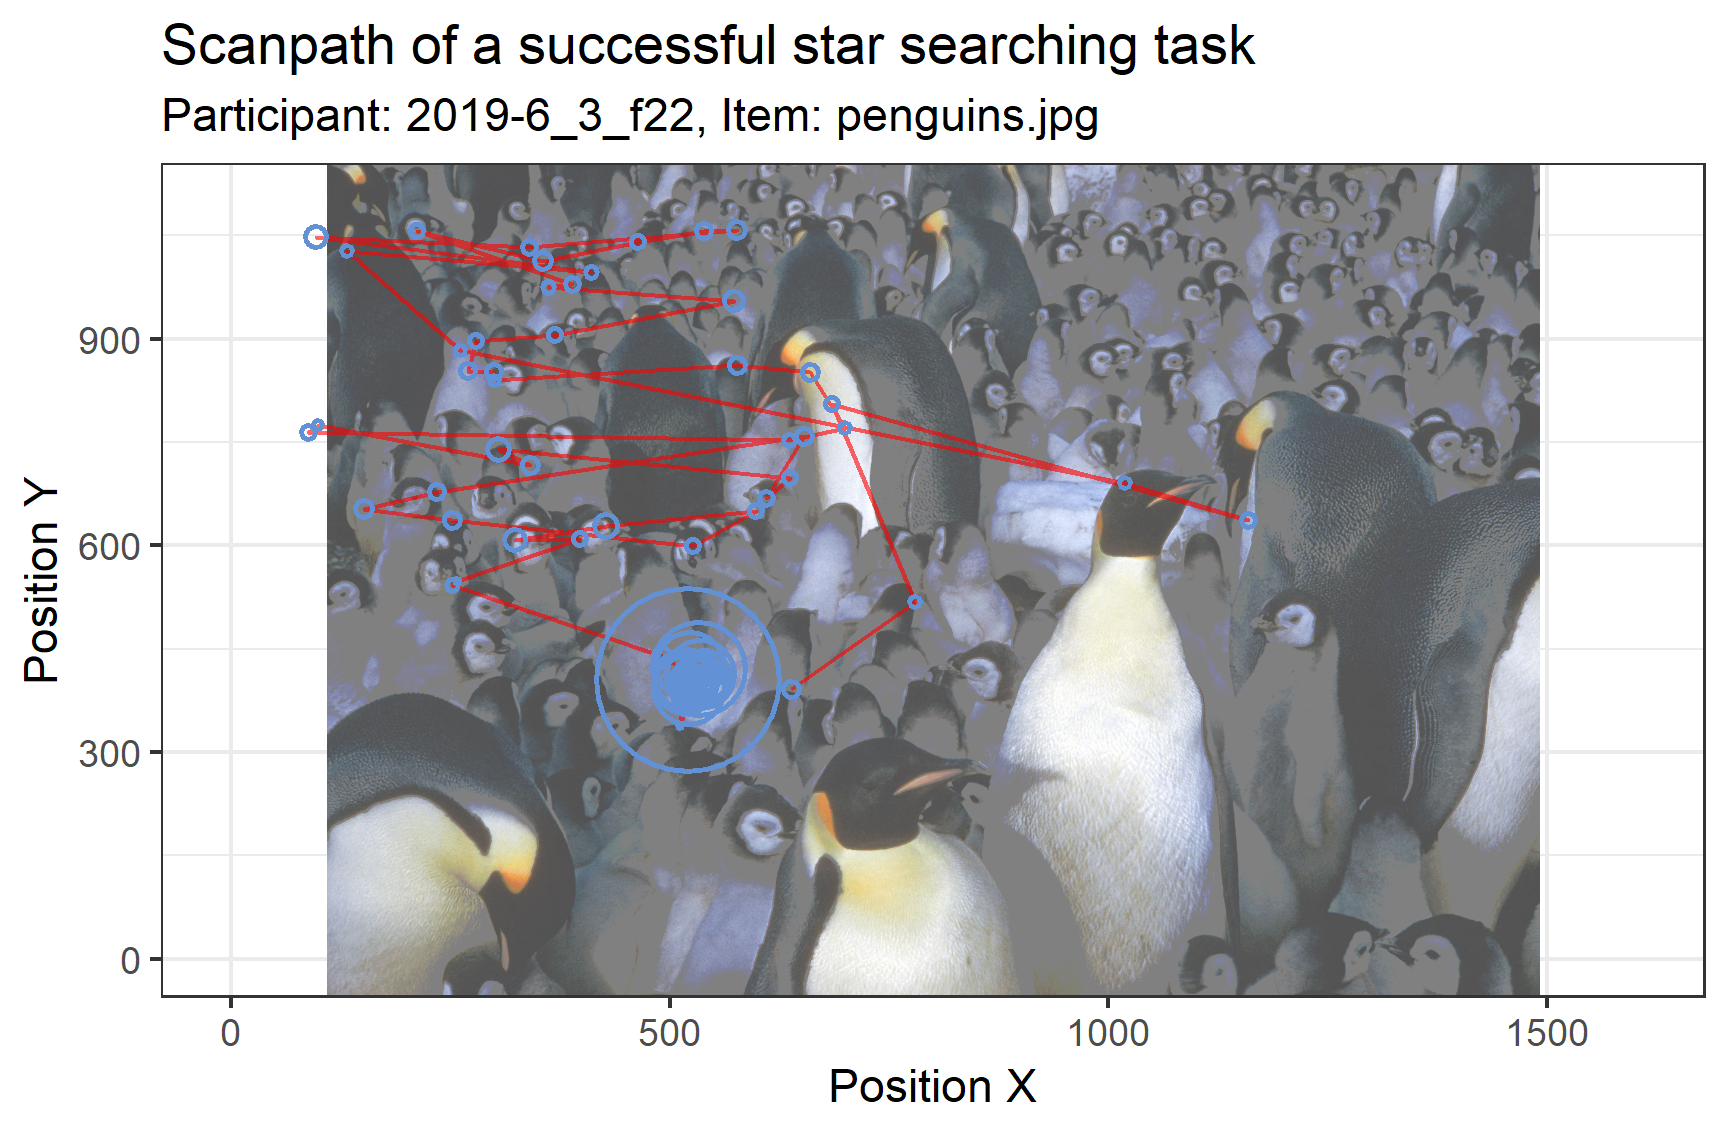 Scanpath of a successful star searching task
Participant: 2019-6_3_f22, Item: penguins.jpg
Position Y
900
600
300
0
0
500
1000
1500
Position X